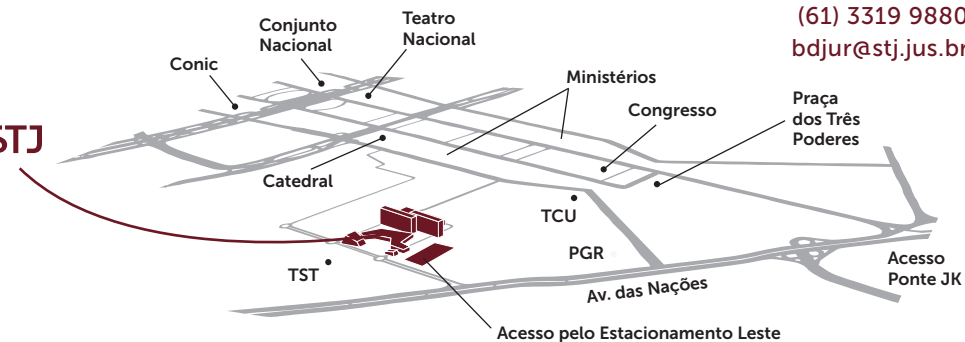 (61) 3319 9880
bdjur@stj.jus.br
Teatro
Nacional
Conjunto
Nacional
Conic
Ministérios
Congresso
Praça
dos Três
Poderes
STJ
Catedral
TCU
PGR
TST
Av. das Nações
Acesso
Ponte JK
Acesso pelo Estacionamento Leste